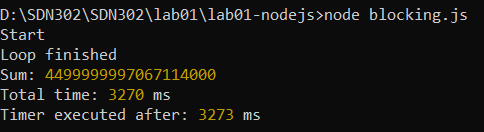 D:\SDN302\SDN302\lab01\lab01-nodejs>node blocking.js
Start
Loop finished
Sum: 4499999997067114000
Total time: 3270 ms
Timer executed after: 3273 ms